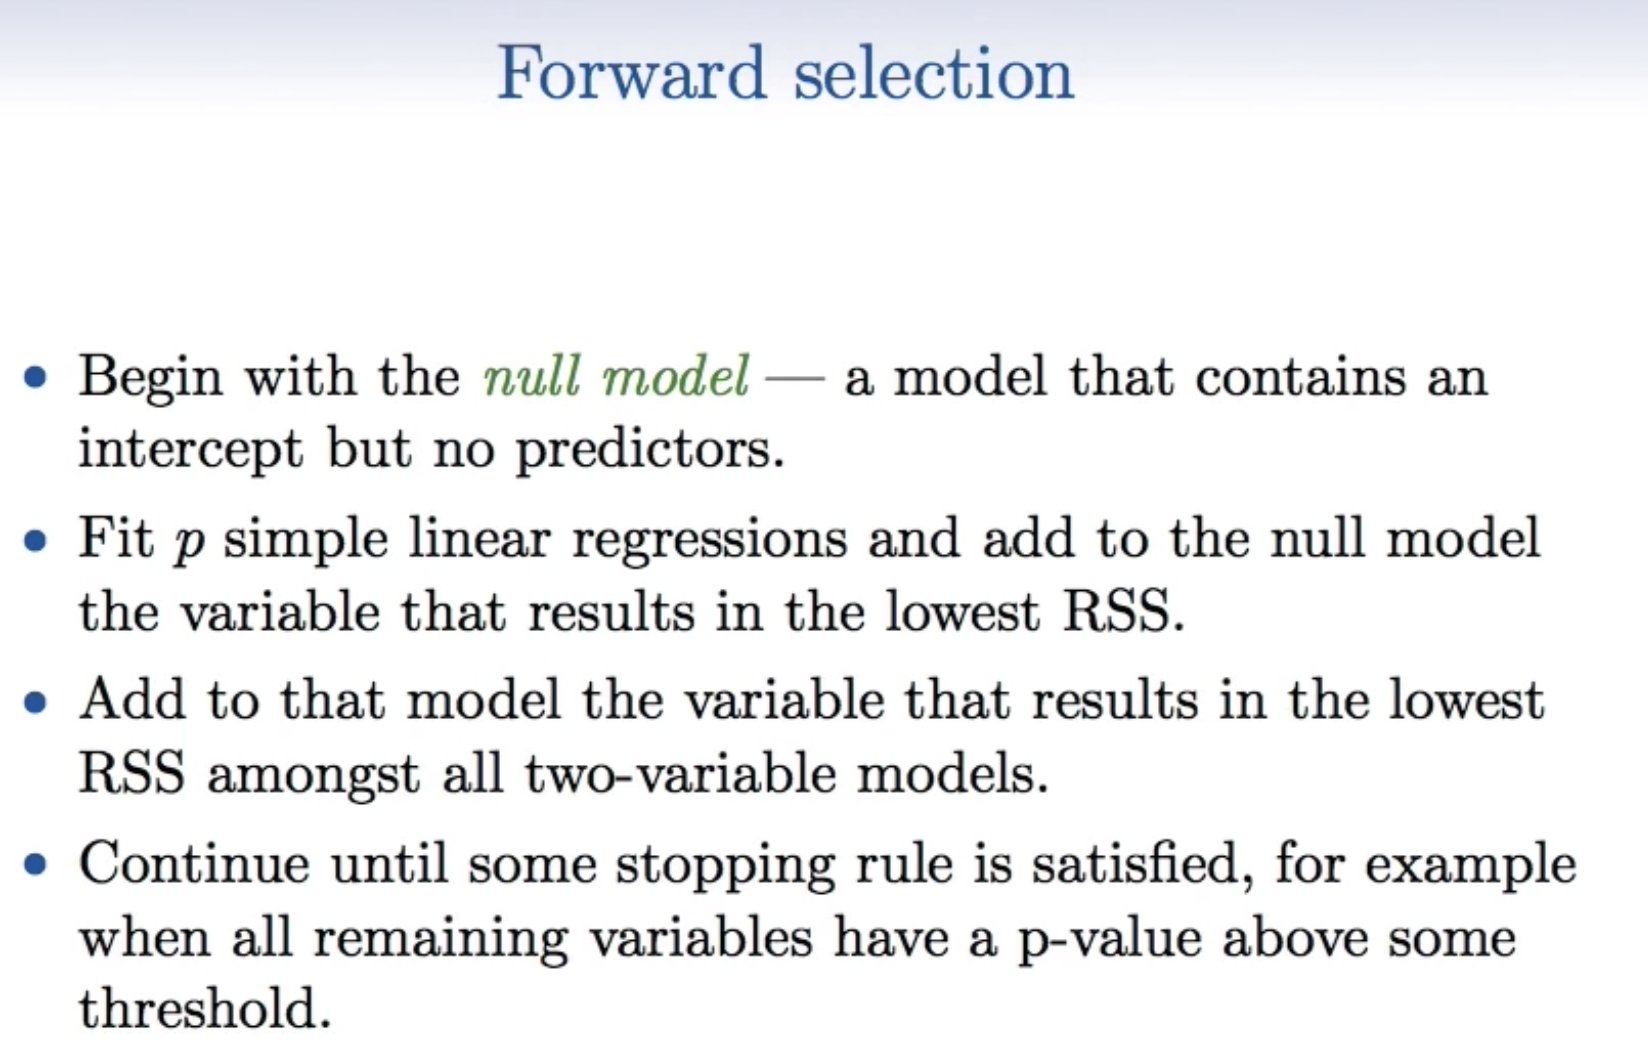 Forward selection
• Begin with the null model — a model that contains an
intercept but no predictors.
• Fit p simple linear regressions and add to the null model
the variable that results in the lowest RSS.
• Add to that model the variable that results in the lowest
RSS amongst all two-variable models.
• Continue until some stopping rule is satisfied, for example
when all remaining variables have a p-value above some
threshold.